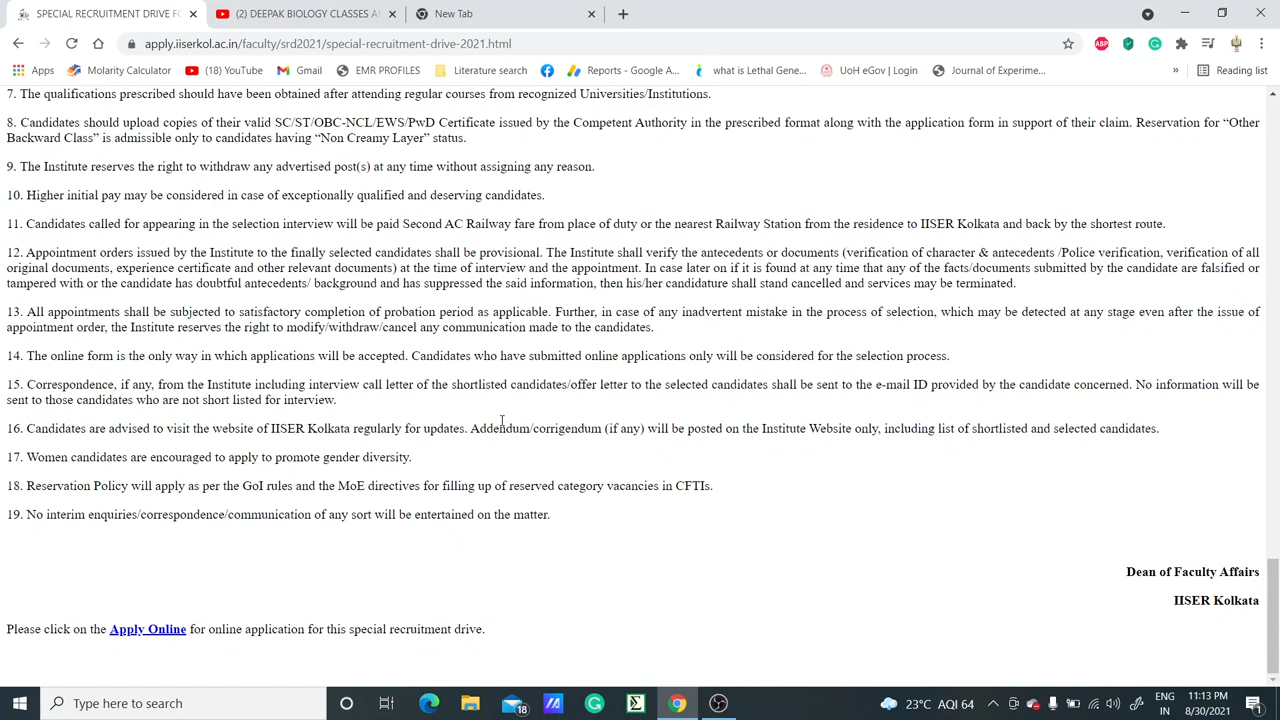 SPECIAL RECRUITMENT DRIVE FO
(2) DEEPAK BIOLOGY CLASSES A
New Tab
apply.iiserkol.ac.in/faculty/srd2021/special-recruitment-drive-2021.html
Apps Molarity Calculator (18) YouTube Gmail EMR PROFILES Literature search Reports - Google A... what is Lethal Gene... UoH eGov | Login Journal of Experime... » Reading list
7. The qualifications prescribed should have been obtained after attending regular courses from recognized Universities/Institutions.
8. Candidates should upload copies of their valid SC/ST/OBC-NCL/EWS/PwD Certificate issued by the Competent Authority in the prescribed format along with the application form in support of their claim. Reservation for “Other
Backward Class” is admissible only to candidates having “Non Creamy Layer” status.
9. The Institute reserves the right to withdraw any advertised post(s) at any time without assigning any reason.
10. Higher initial pay may be considered in case of exceptionally qualified and deserving candidates.
11. Candidates called for appearing in the selection interview will be paid Second AC Railway fare from place of duty or the nearest Railway Station from the residence to IISER Kolkata and back by the shortest route.
12. Appointment orders issued by the Institute to the finally selected candidates shall be provisional. The Institute shall verify the antecedents or documents (verification of character & antecedents /Police verification, verification of all
original documents, experience certificate and other relevant documents) at the time of interview and the appointment. In case later on if it is found at any time that any of the facts/documents submitted by the candidate are falsified or
tampered with or the candidate has doubtful antecedents/ background and has suppressed the said information, then his/her candidature shall stand cancelled and services may be terminated.
13. All appointments shall be subjected to satisfactory completion of probation period as applicable. Further, in case of any inadvertent mistake in the process of selection, which may be detected at any stage even after the issue of
appointment order, the Institute reserves the right to modify/withdraw/cancel any communication made to the candidates.
14. The online form is the only way in which applications will be accepted. Candidates who have submitted online applications only will be considered for the selection process.
15. Correspondence, if any, from the Institute including interview call letter of the shortlisted candidates/offer letter to the selected candidates shall be sent to the e-mail ID provided by the candidate concerned. No information will be
sent to those candidates who are not short listed for interview.
16. Candidates are advised to visit the website of IISER Kolkata regularly for updates. Addendum/corrigendum (if any) will be posted on the Institute Website only, including list of shortlisted and selected candidates.
17. Women candidates are encouraged to apply to promote gender diversity.
18. Reservation Policy will apply as per the GoI rules and the MoE directives for filling up of reserved category vacancies in CFTIs.
19. No interim enquiries/correspondence/communication of any sort will be entertained on the matter.
Dean of Faculty Affairs
IISER Kolkata
Please click on the Apply Online for online application for this special recruitment drive.
Type here to search
18
23°C AQI 64
ENG
IN
11:13 PM
8/30/2021
1